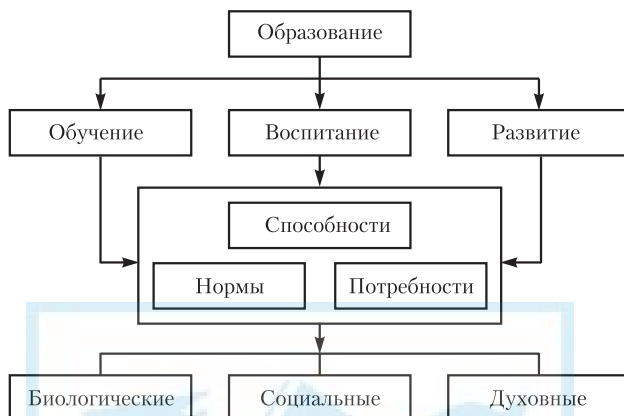 Образование
Обучение
Воспитание
Развитие
Способности
Нормы
Потребности
Биологические
Социальные
Духовные